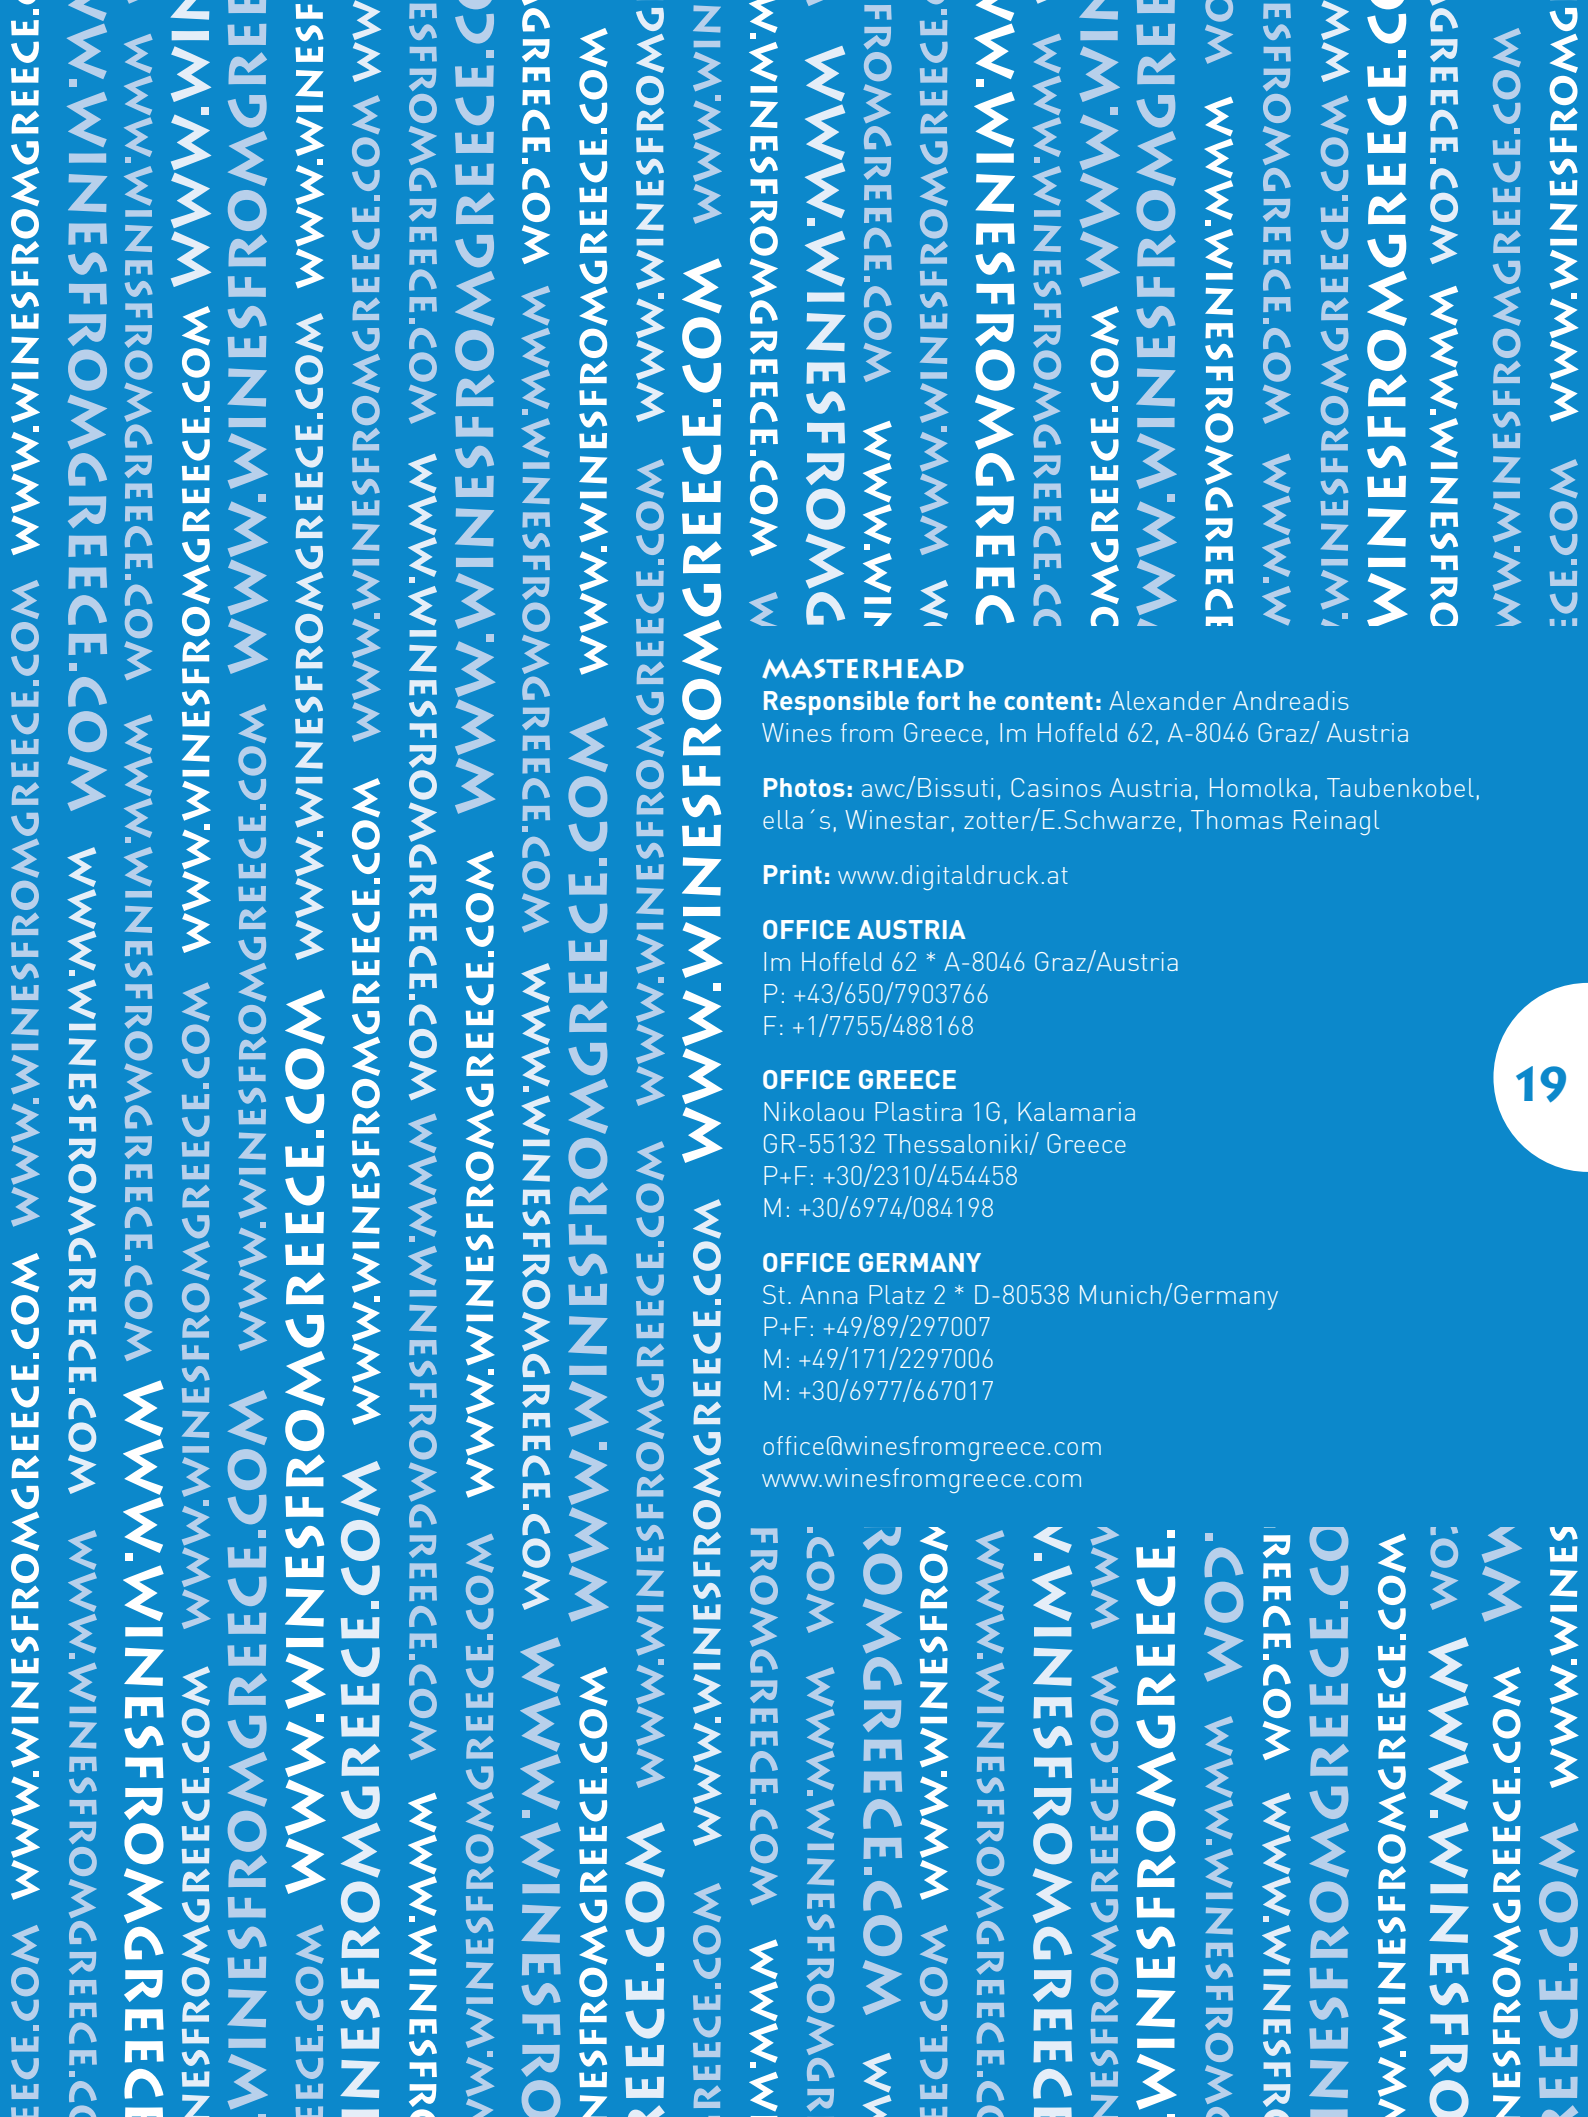 MASTERHEAD
Responsible fort he content: Alexander Andreadis
Wines from Greece, Im Hoffeld 62, A-8046 Graz/ Austria
Photos: awc/Bissuti, Casinos Austria, Homolka, Taubenkobel,
ella´s, Winestar, zotter/E.Schwarze, Thomas Reinagl
Print: www.digitaldruck.at
OFFICE AUSTRIA
Im Hoffeld 62 * A-8046 Graz/Austria
P: +43/650/7903766
F: +1/7755/488168
OFFICE GREECE
Nikolaou Plastira 1G, Kalamaria
GR-55132 Thessaloniki/ Greece
P+F: +30/2310/454458
M: +30/6974/084198
OFFICE GERMANY
St. Anna Platz 2 * D-80538 Munich/Germany
P+F: +49/89/297007
M: +49/171/2297006
M: +30/6977/667017
office@winesfromgreece.com
www.winesfromgreece.com
19
WWW.WINESFROMGREECE.COM